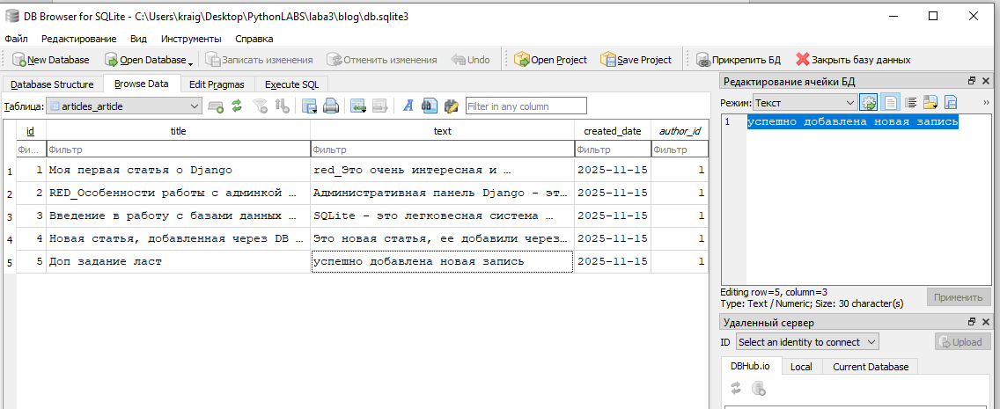 DB Browser for SQLite - C:\Users\kraig\Desktop\PythonLABS\laba3\blog\db.sqlite3
Файл Редактирование Вид Инструменты Справка
New Database Open Database Записать изменения Отменить изменения Undo Open Project Save Project Прикрепить БД Закрыть базу данных
Database Structure Browse Data Edit Pragmas Execute SQL
Таблица: articles_article Filter in any column
id title text created_date author_id
Фи... Фильтр Фильтр Фильтр Фильтр
1 1 Моя первая статья о Django red_Это очень интересная и … 2025-11-15 1
2 2 RED_Особенности работы с админкой … Административная панель Django – эт… 2025-11-15 1
3 3 Введение в работу с базами данных … SQLite – это легковесная система … 2025-11-15 1
4 4 Новая статья, добавленная через DB … Это новая статья, ее добавили через… 2025-11-15 1
5 5 Доп задание ласт успешно добавлена новая запись 2025-11-15 1
Редактирование ячейки БД
Режим: Текст »
1 успешно добавлена новая запись
Editing row=5, column=3
Type: Text / Numeric; Size: 30 character(s)
Применить
Удаленный сервер
ID Select an identity to connect Upload
DBHub.io Local Current Database